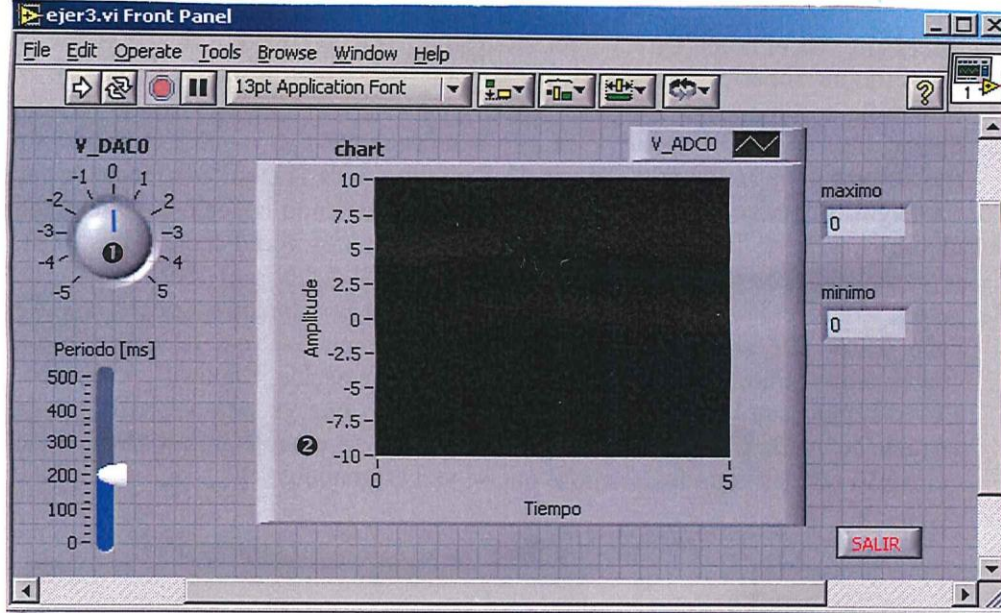 ejer3.vi Front Panel
File Edit Operate Tools Browse Window Help
13pt Application Font
1
V_DAC0
-5 -4 -3 -2 -1 0 1 2 3 4 5
1
Periodo [ms]
500
400
300
200
100
0
chart
V_ADC0
10
7.5
5
2.5
0
-2.5
-5
-7.5
-10
Amplitude
2
0 5
Tiempo
maximo
0
minimo
0
SALIR